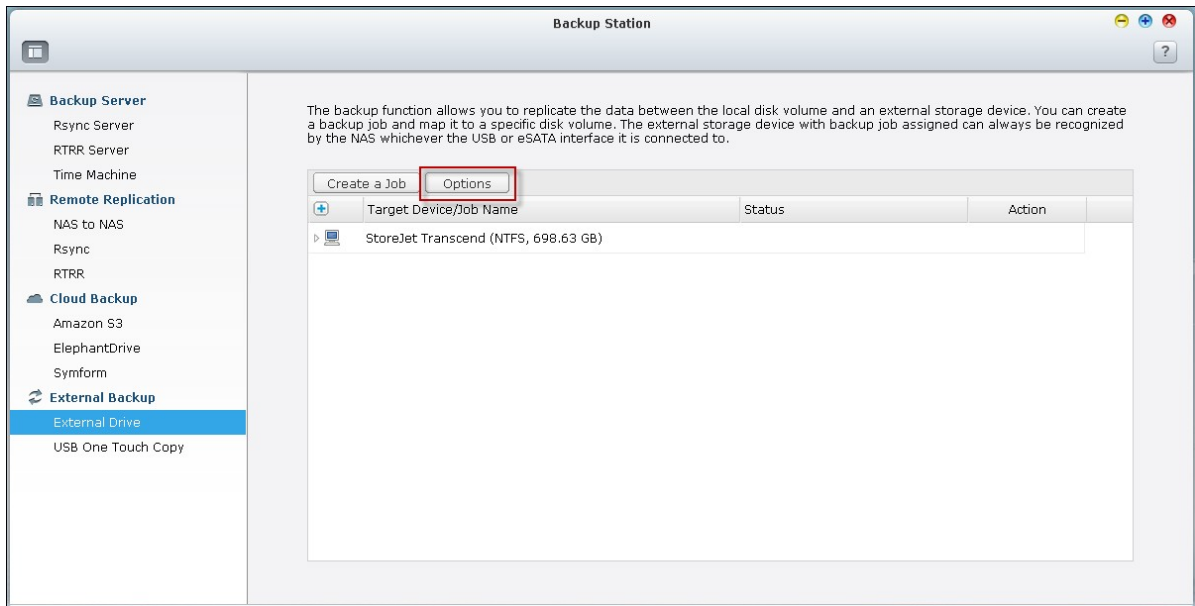 Backup Station
?
Backup Server
Rsync Server
RTRR Server
Time Machine
Remote Replication
NAS to NAS
Rsync
RTRR
Cloud Backup
Amazon S3
ElephantDrive
Symform
External Backup
External Drive
USB One Touch Copy
The backup function allows you to replicate the data between the local disk volume and an external storage device. You can create
a backup job and map it to a specific disk volume. The external storage device with backup job assigned can always be recognized
by the NAS whichever the USB or eSATA interface it is connected to.
Create a Job Options
Target Device/Job Name Status Action
StoreJet Transcend (NTFS, 698.63 GB)